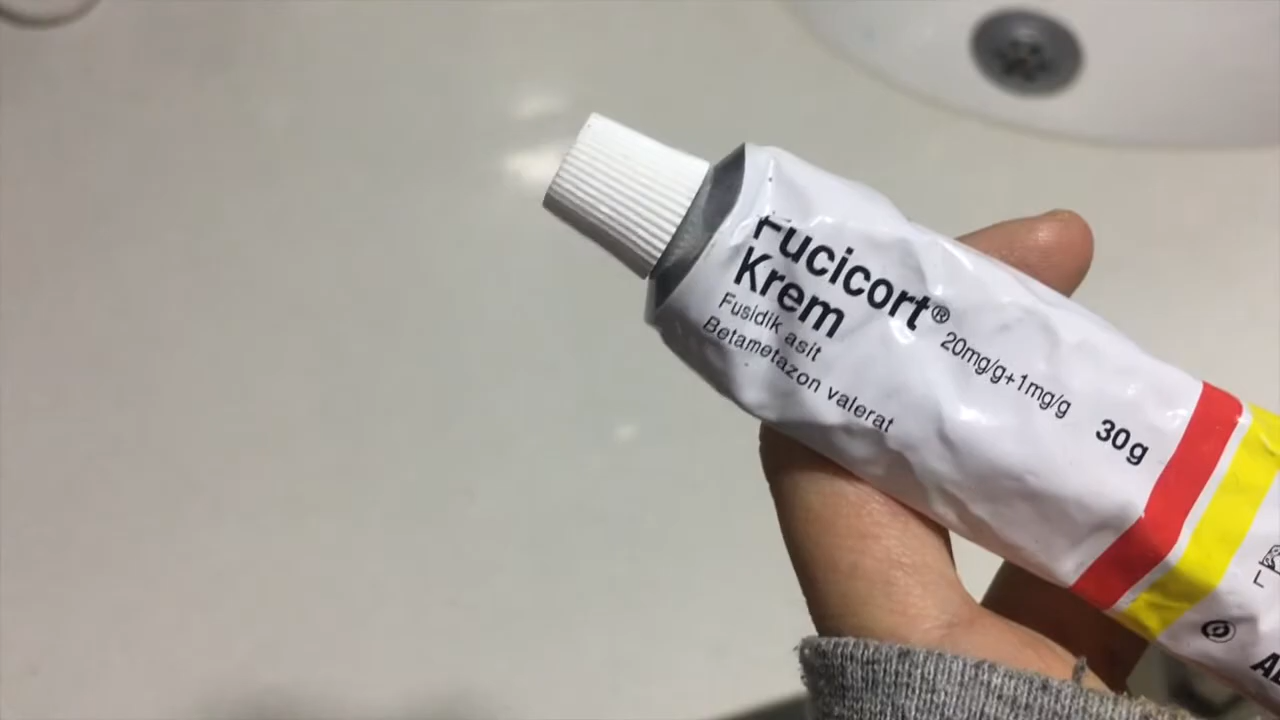 Fucicort®
Krem
20mg/g+1mg/g
30g
Fusidik asit
Betametazon valerat